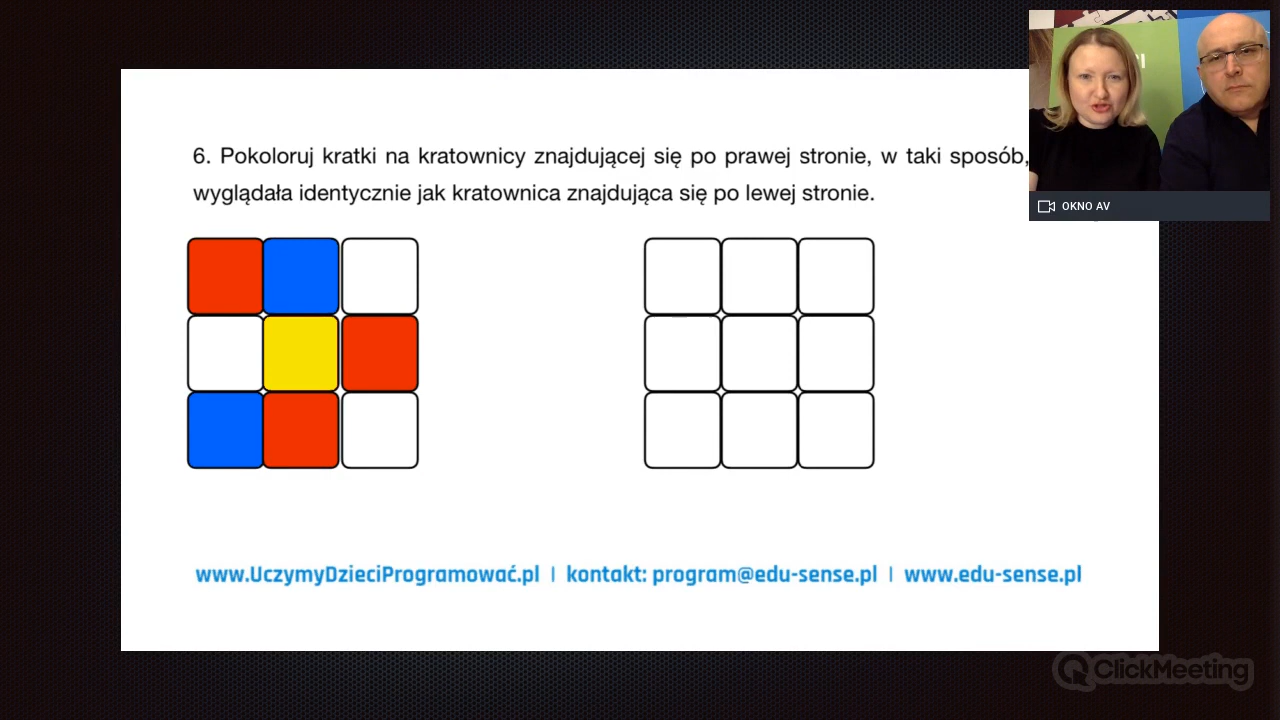 6. Pokoloruj kratki na kratownicy znajdującej się po prawej stronie, w taki sposób,
wyglądała identycznie jak kratownica znajdująca się po lewej stronie.
OKNO AV
www.UczymyDzieciProgramować.pl | kontakt: program@edu-sense.pl | www.edu-sense.pl
ClickMeeting